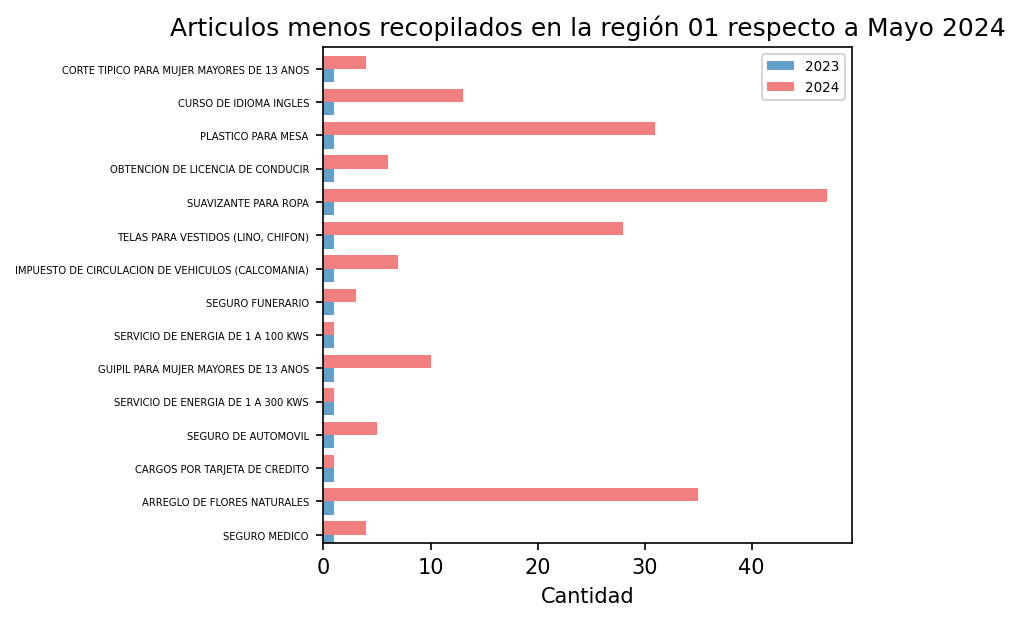 Articulos menos recopilados en la región 01 respecto a Mayo 2024
2023
2024
CORTE TIPICO PARA MUJER MAYORES DE 13 ANOS
CURSO DE IDIOMA INGLES
PLASTICO PARA MESA
OBTENCION DE LICENCIA DE CONDUCIR
SUAVIZANTE PARA ROPA
TELAS PARA VESTIDOS (LINO, CHIFON)
IMPUESTO DE CIRCULACION DE VEHICULOS (CALCOMANIA)
SEGURO FUNERARIO
SERVICIO DE ENERGIA DE 1 A 100 KWS
GUIPIL PARA MUJER MAYORES DE 13 ANOS
SERVICIO DE ENERGIA DE 1 A 300 KWS
SEGURO DE AUTOMOVIL
CARGOS POR TARJETA DE CREDITO
ARREGLO DE FLORES NATURALES
SEGURO MEDICO
0 10 20 30 40
Cantidad